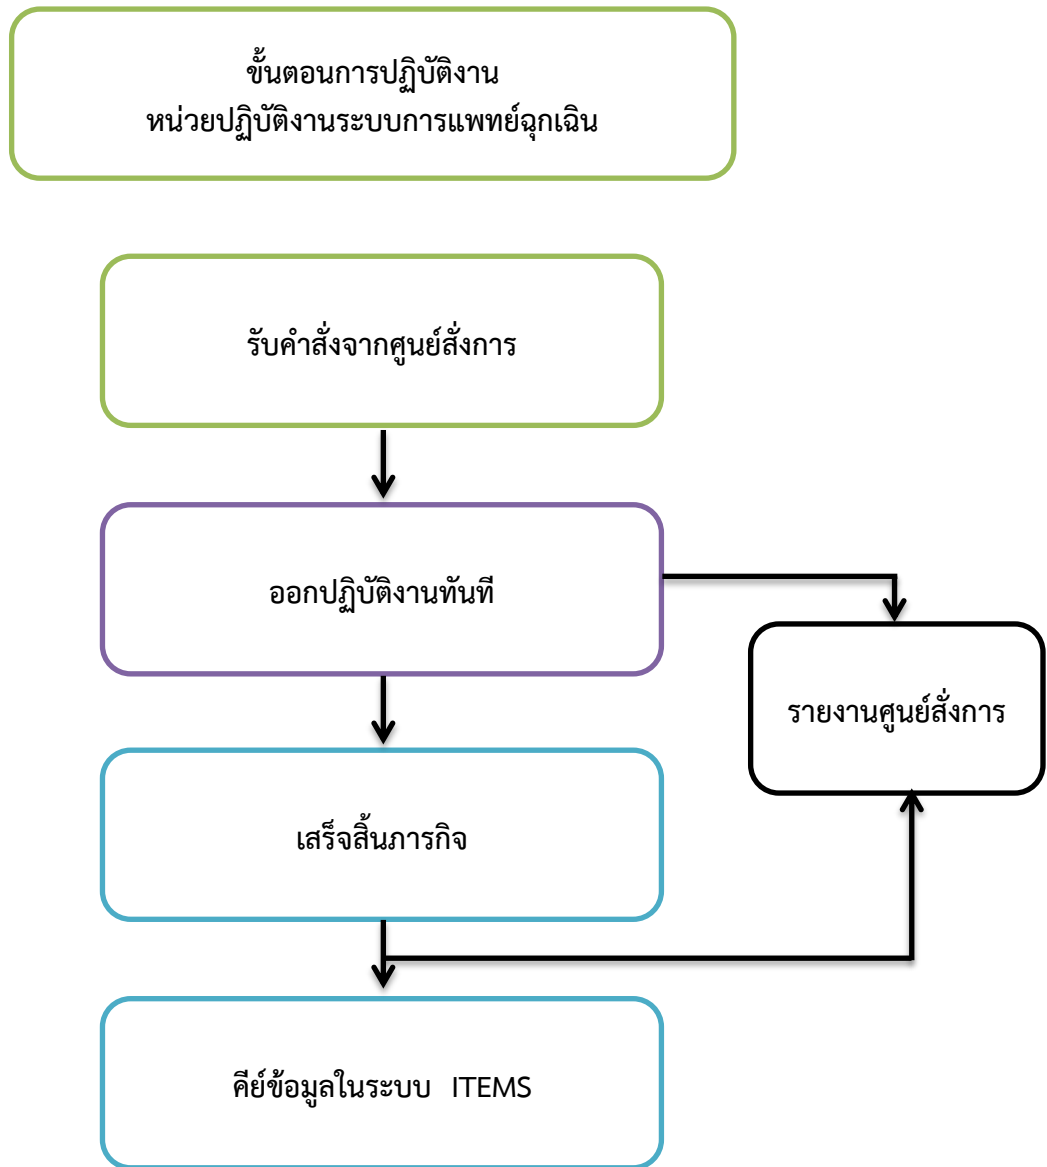 ขั้นตอนการปฏิบัติงาน
หน่วยปฏิบัติงานระบบการแพทย์ฉุกเฉิน
รับคำสั่งจากศูนย์สั่งการ
ออกปฏิบัติงานทันที
รายงานศูนย์สั่งการ
เสร็จสิ้นภารกิจ
คีย์ข้อมูลในระบบ ITEMS